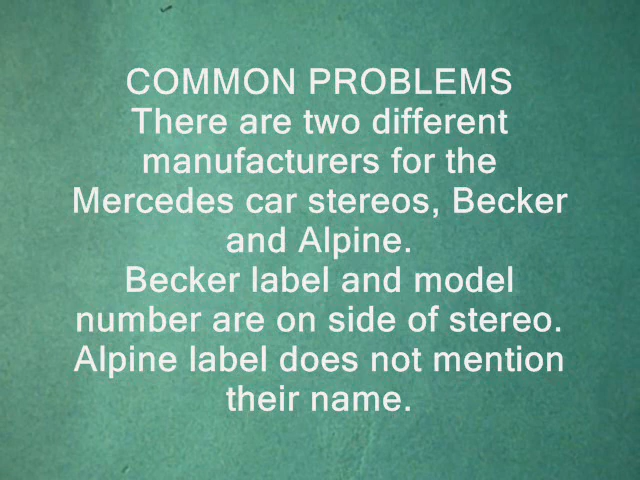 COMMON PROBLEMS
There are two different
manufacturers for the
Mercedes car stereos, Becker
and Alpine.
Becker label and model
number are on side of stereo.
Alpine label does not mention
their name.